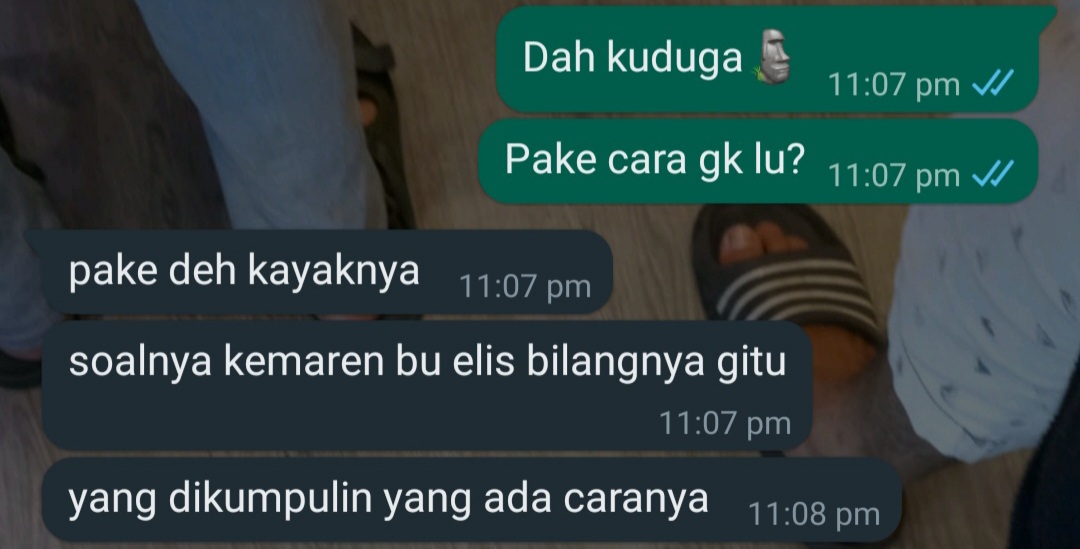 Dah kuduga 🗿 11:07 pm
Pake cara gk lu? 11:07 pm
pake deh kayaknya 11:07 pm
soalnya kemaren bu elis bilangnya gitu
11:07 pm
yang dikumpulin yang ada caranya 11:08 pm